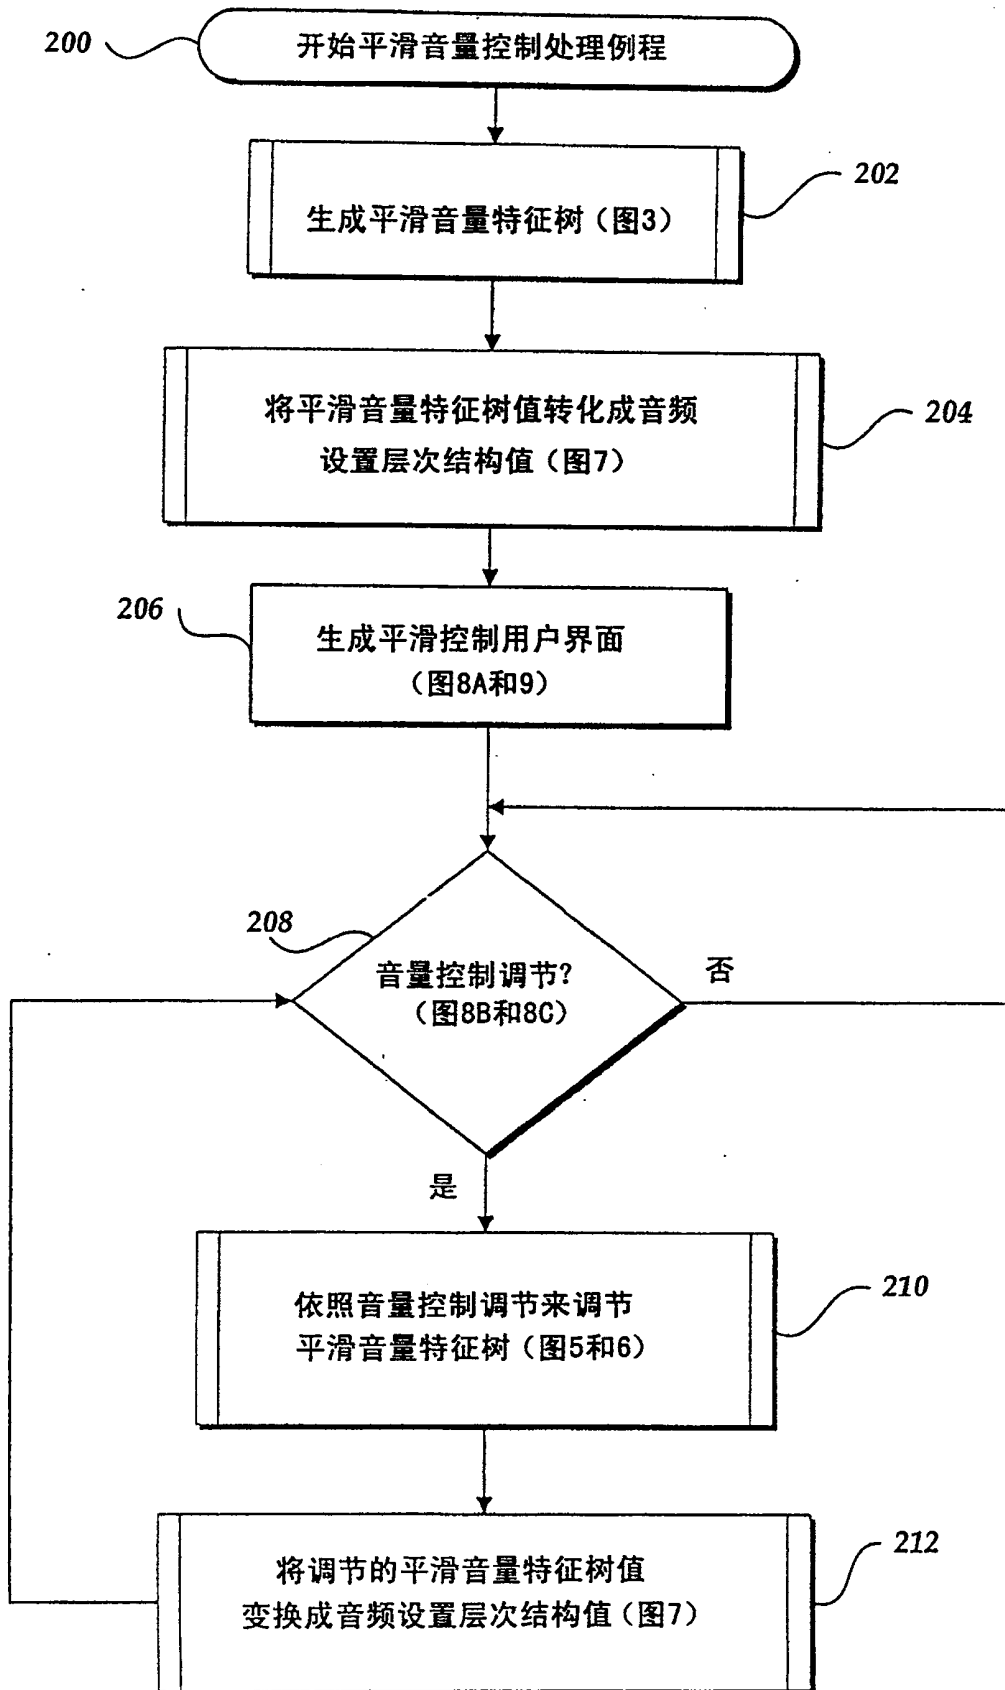 200
开始平滑音量控制处理例程
202
生成平滑音量特征树（图3）
204
将平滑音量特征树值转化成音频
设置层次结构值（图7）
206
生成平滑控制用户界面
（图8A和9）
208
音量控制调节?
（图8B和8C）
否
是
210
依照音量控制调节来调节
平滑音量特征树（图5和6）
212
将调节的平滑音量特征树值
变换成音频设置层次结构值（图7）